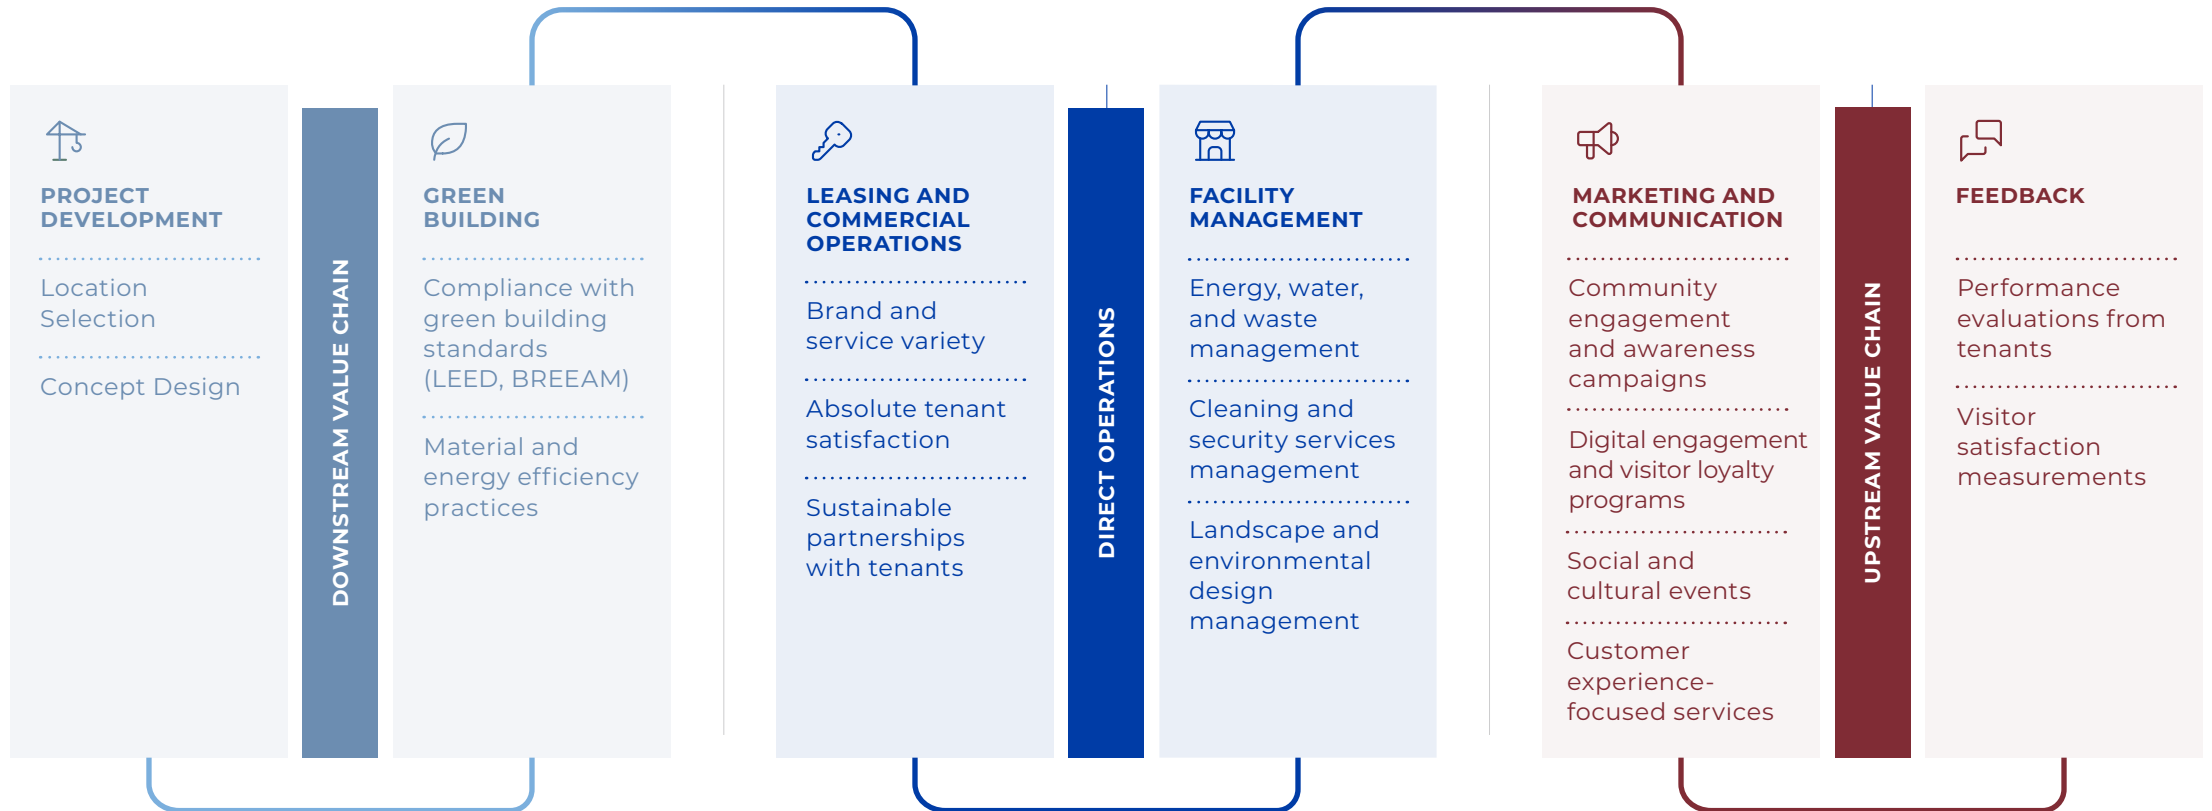 PROJECT
DEVELOPMENT
Location
Selection
Concept Design
DOWNSTREAM VALUE CHAIN
GREEN
BUILDING
Compliance with
green building
standards
(LEED, BREEAM)
Material and
energy efficiency
practices
LEASING AND
COMMERCIAL
OPERATIONS
Brand and
service variety
Absolute tenant
satisfaction
Sustainable
partnerships
with tenants
DIRECT OPERATIONS
FACILITY
MANAGEMENT
Energy, water,
and waste
management
Cleaning and
security services
management
Landscape and
environmental
design
management
MARKETING AND
COMMUNICATION
Community
engagement
and awareness
campaigns
Digital engagement
and visitor loyalty
programs
Social and
cultural events
Customer
experience-
focused services
UPSTREAM VALUE CHAIN
FEEDBACK
Performance
evaluations from
tenants
Visitor
satisfaction
measurements